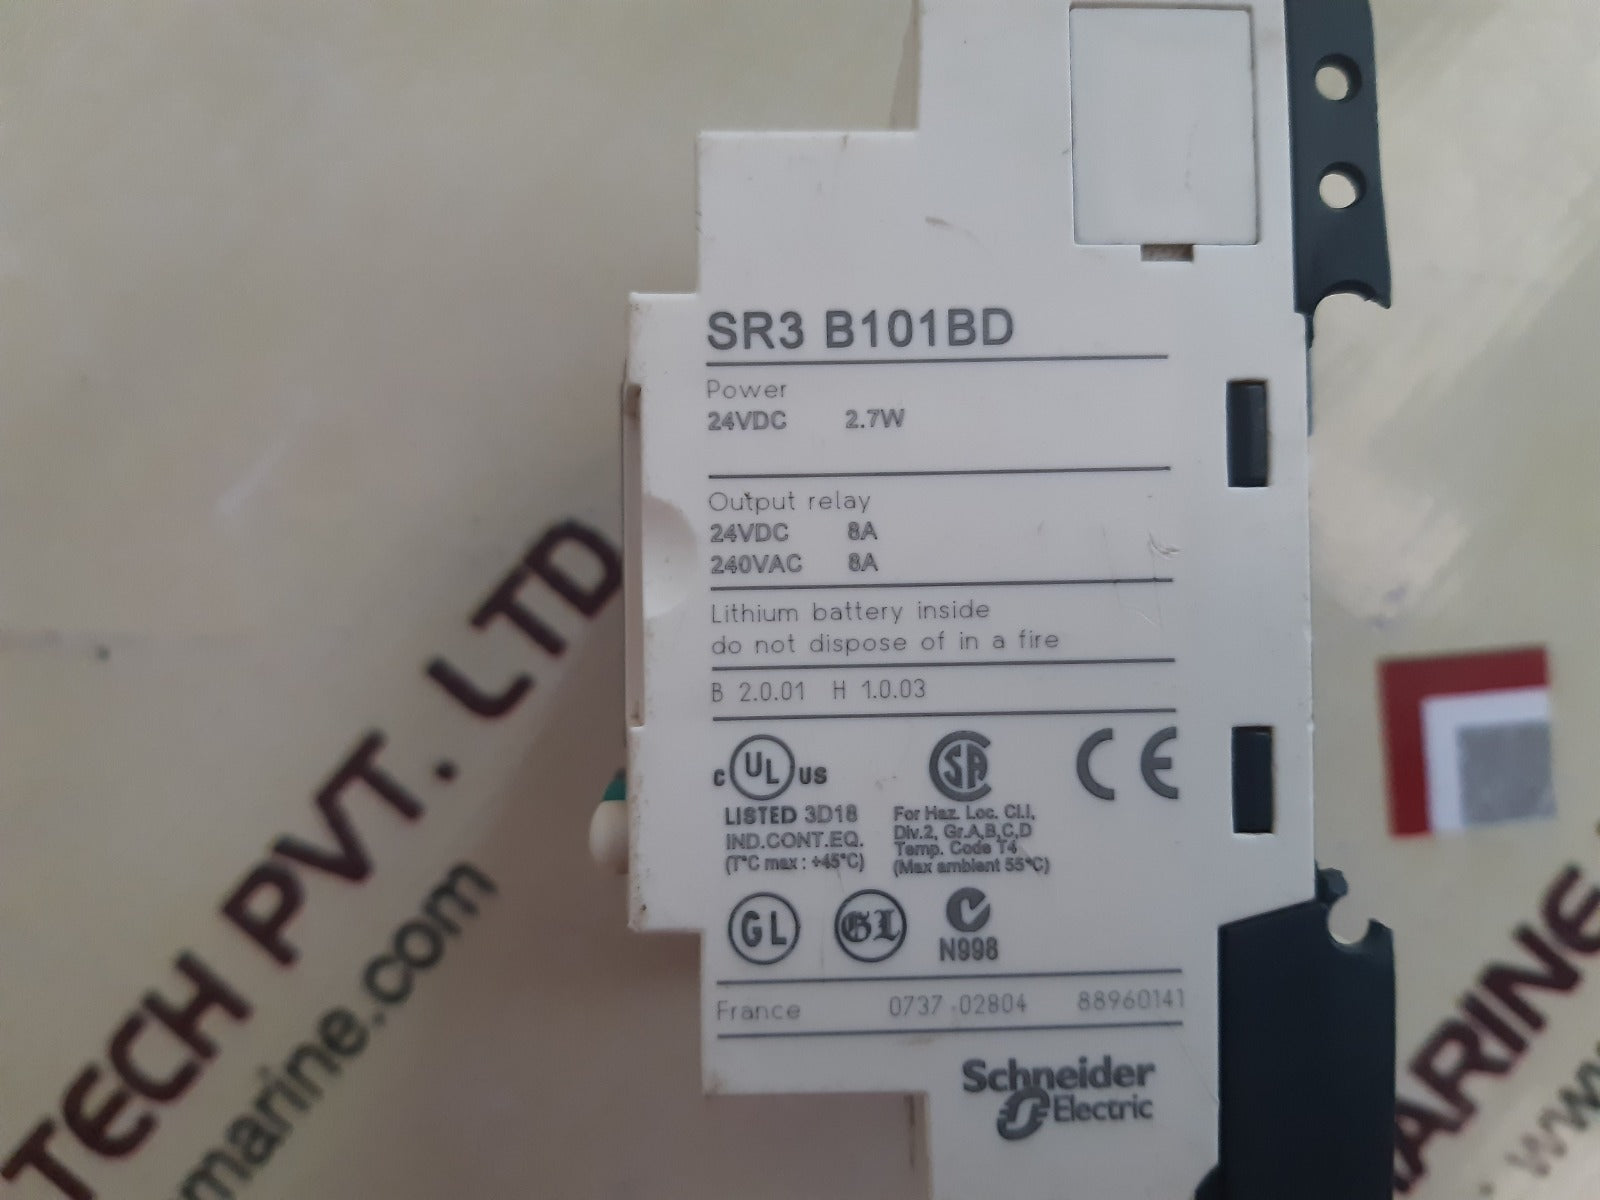 SR3 B101BD
Power
24VDC 2.7W
Output relay
24VDC 8A
240VAC 8A
Lithium battery inside
do not dispose of in a fire
B 2.0.01 H 1.0.03
C UL US
SA
CE
LISTED 3D18
IND.CONT.EQ.
(T°C max : +45°C)
For Haz. Loc. Cl.I,
Div.2, Gr.A,B,C,D
Temp. Code T4
(Max ambient 55°C)
GL
GL
N998
France 0737 02804 88960141
Schneider
Electric
TECH PVT. LTD
marine.com
MARINE
www